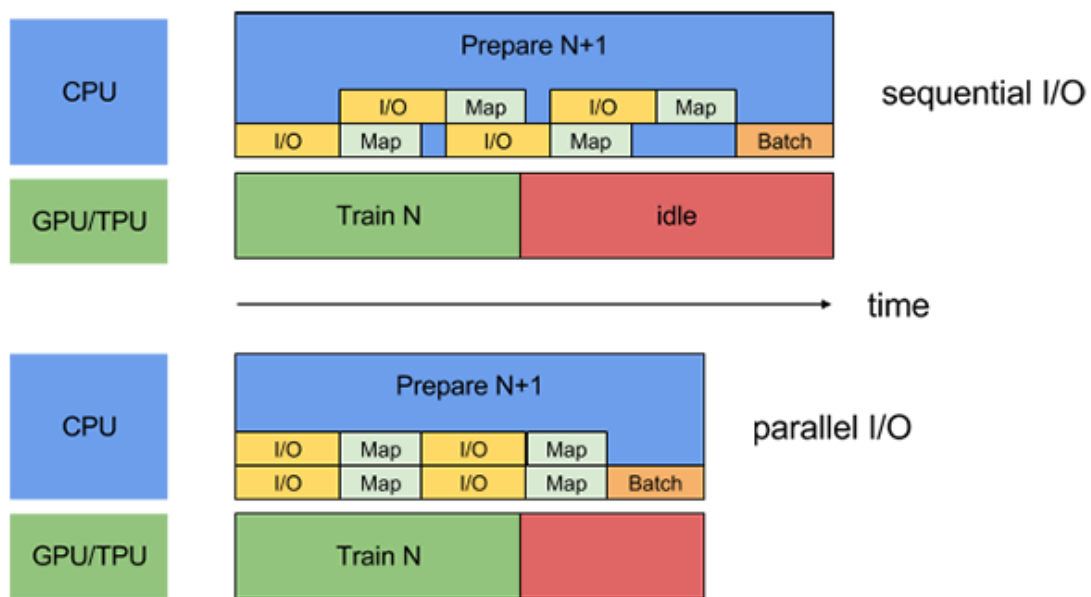 CPU
Prepare N+1
I/O
Map
I/O
Map
sequential I/O
I/O
Map
I/O
Map
Batch
GPU/TPU
Train N
idle
time
CPU
Prepare N+1
parallel I/O
I/O
Map
I/O
Map
I/O
Map
I/O
Map
Batch
GPU/TPU
Train N